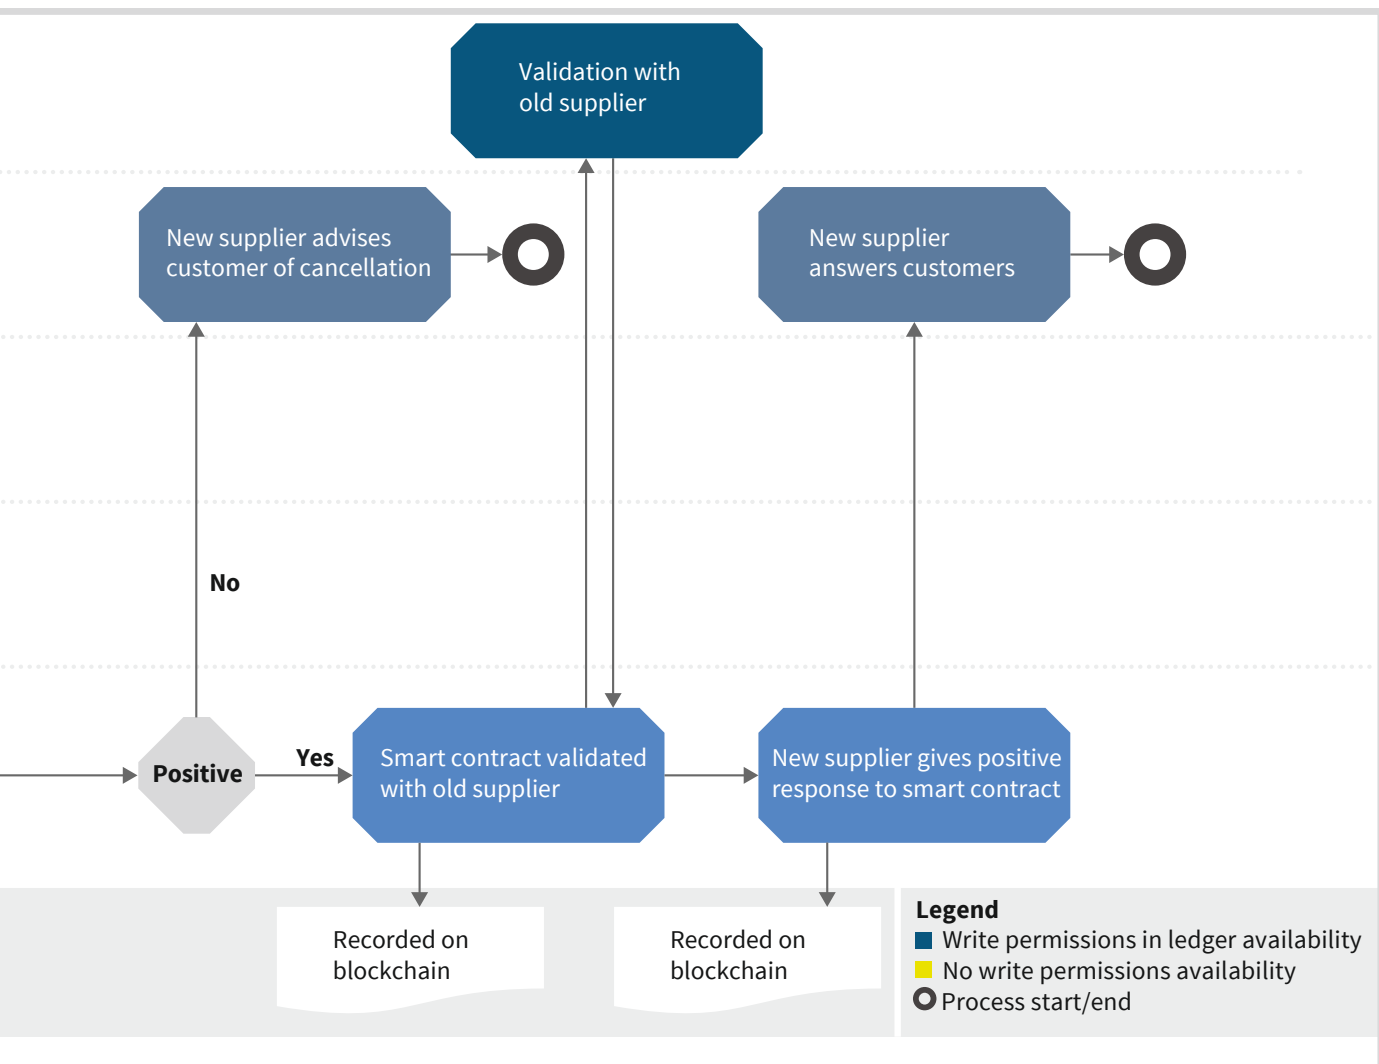 Validation with
old supplier
New supplier advises
customer of cancellation
New supplier
answers customers
No
Positive
Yes
Smart contract validated
with old supplier
New supplier gives positive
response to smart contract
Recorded on
blockchain
Recorded on
blockchain
Legend
Write permissions in ledger availability
No write permissions availability
Process start/end